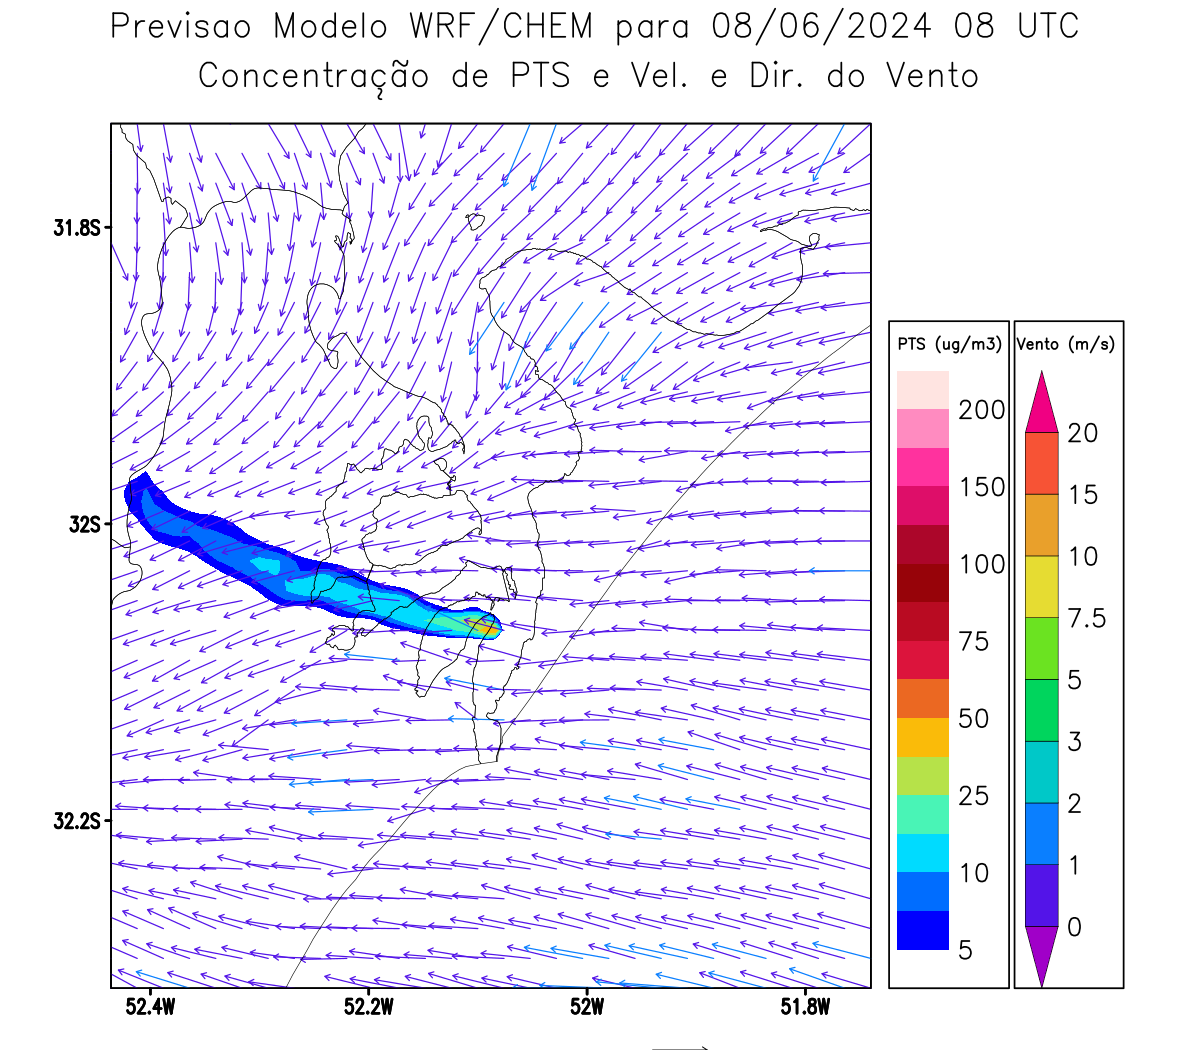 Previsao Modelo WRF/CHEM para 08/06/2024 08 UTC
Concentração de PTS e Vel. e Dir. do Vento
31.8S
32S
32.2S
52.4W 52.2W 52W 51.8W
PTS (ug/m3)
200
150
100
75
50
25
10
5
Vento (m/s)
20
15
10
7.5
5
3
2
1
0